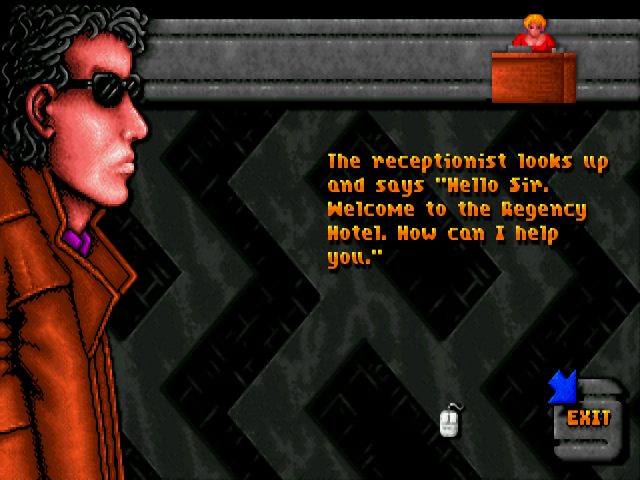 The receptionist looks up
and says "Hello Sir.
Welcome to the Regency
Hotel. How can I help
you."
EXIT